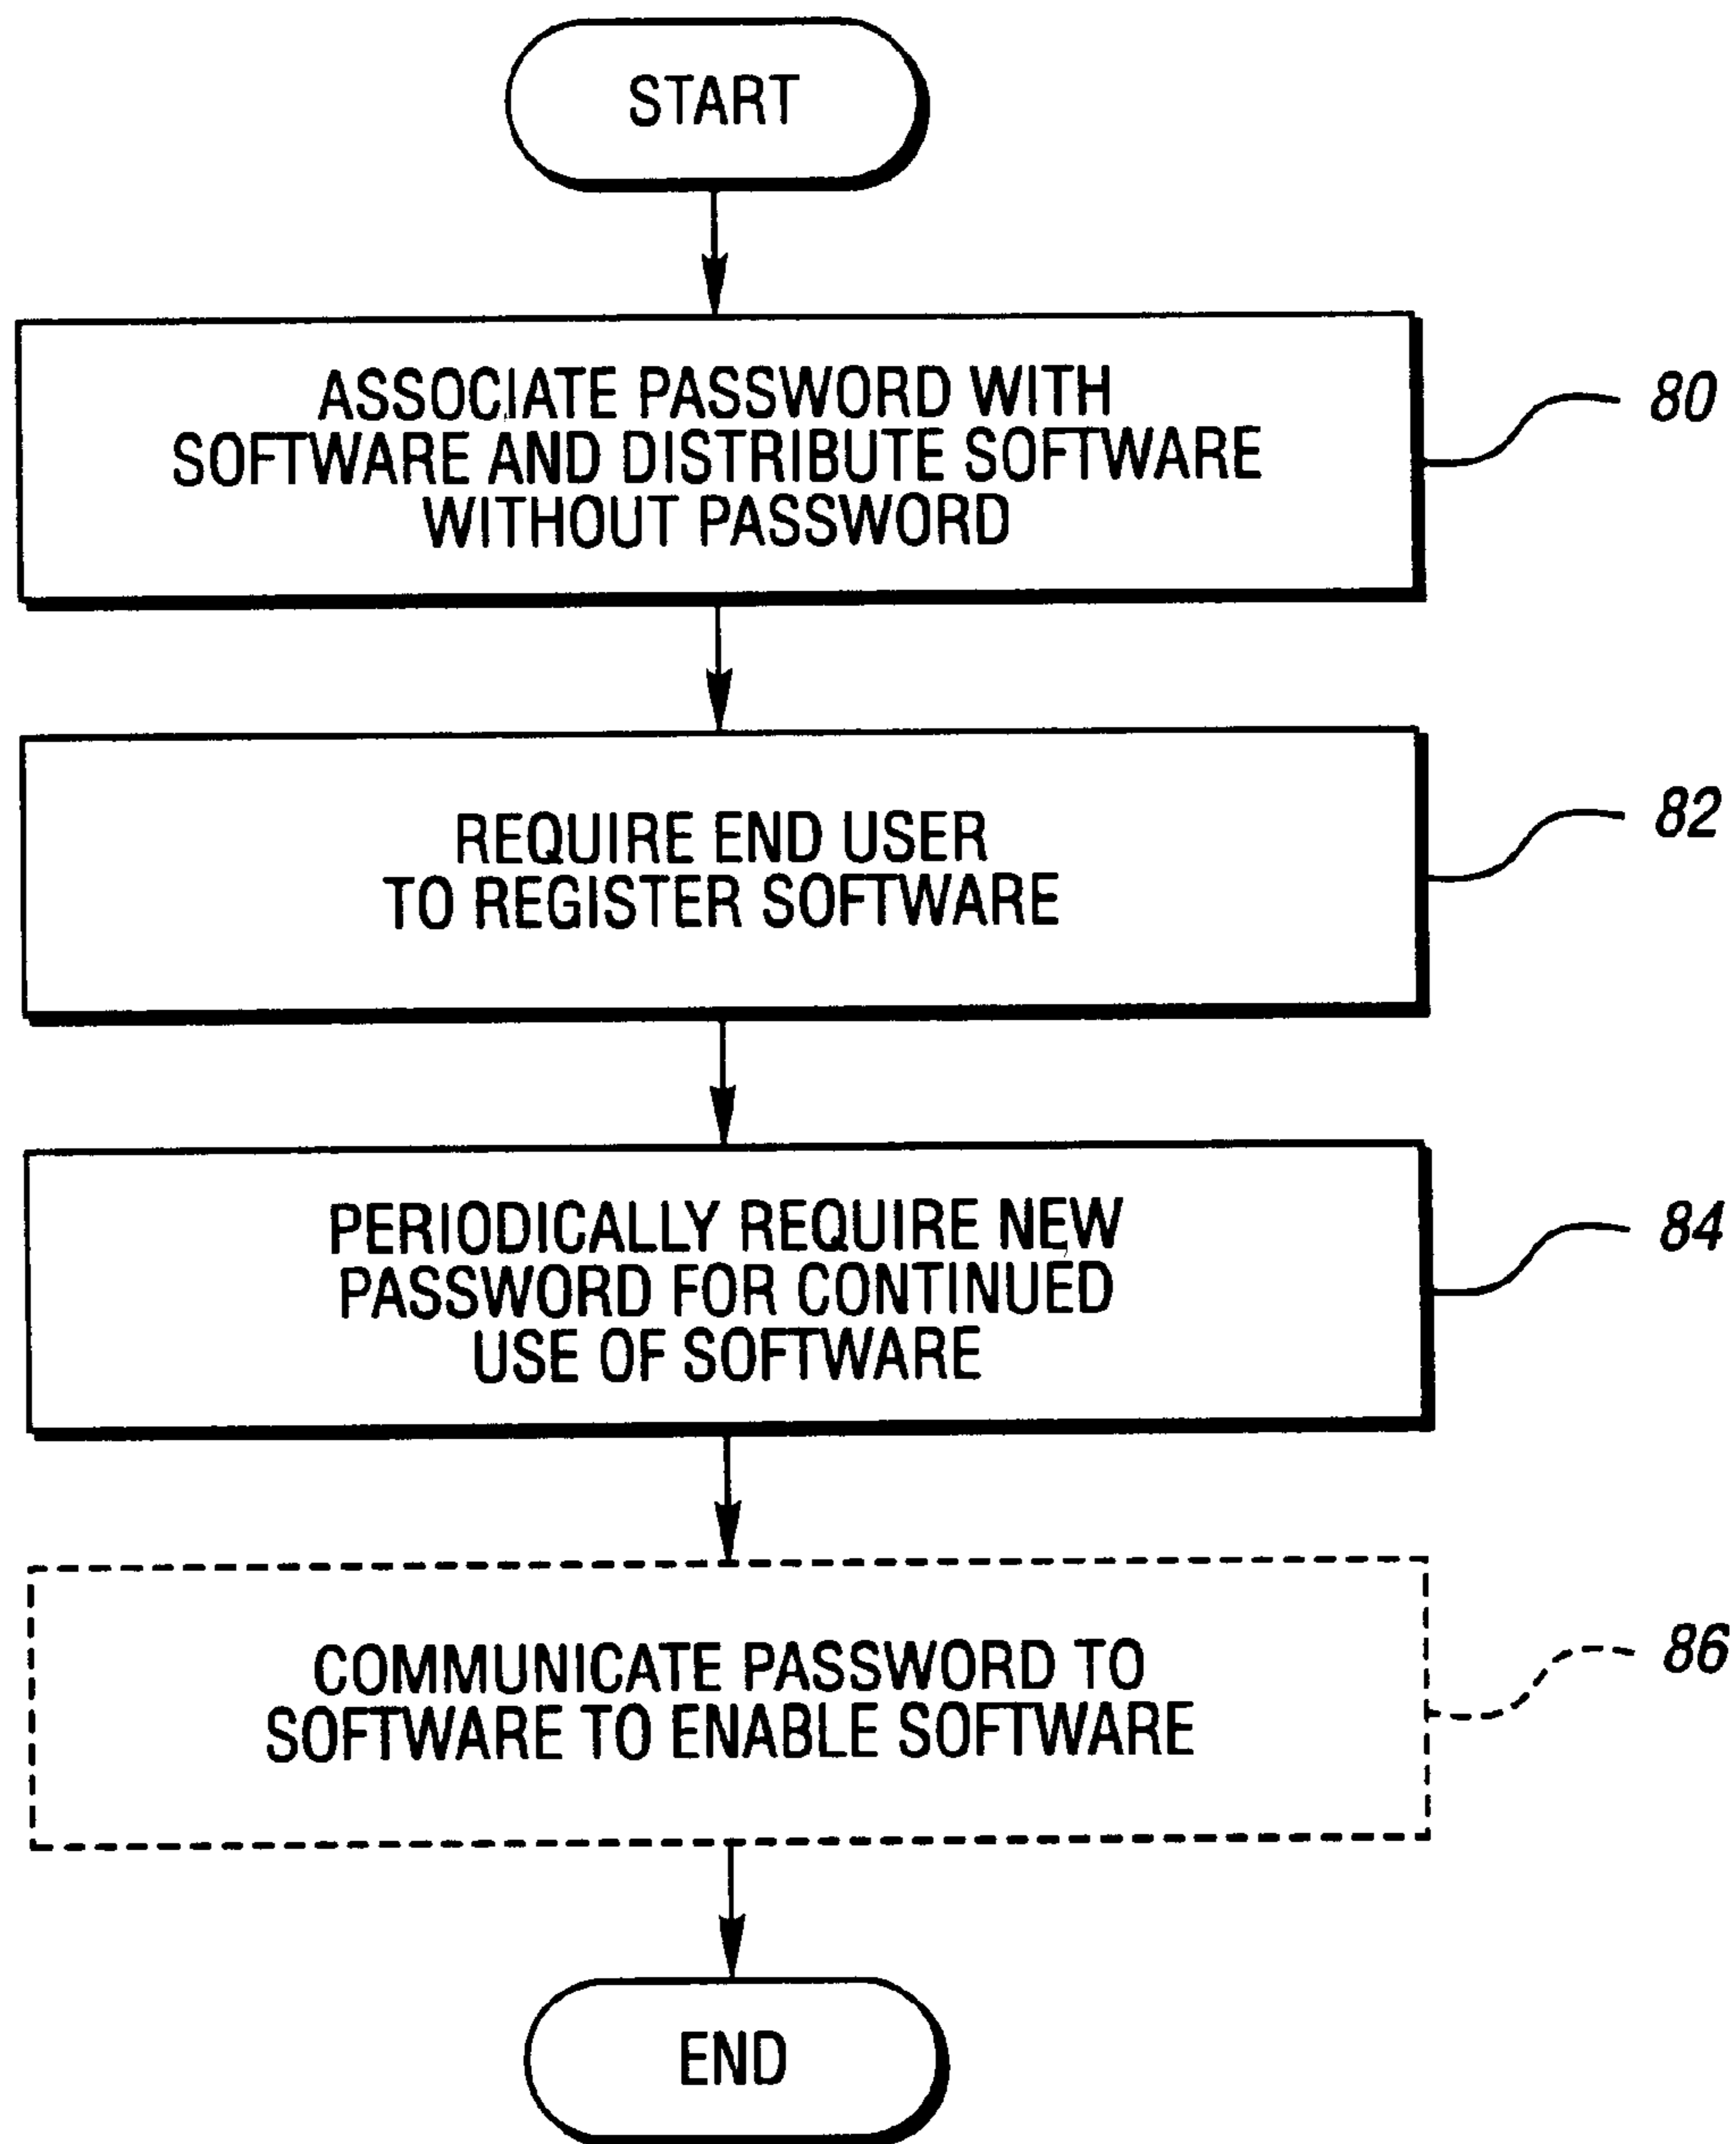 START
ASSOCIATE PASSWORD WITH
SOFTWARE AND DISTRIBUTE SOFTWARE
WITHOUT PASSWORD
80
REQUIRE END USER
TO REGISTER SOFTWARE
82
PERIODICALLY REQUIRE NEW
PASSWORD FOR CONTINUED
USE OF SOFTWARE
84
COMMUNICATE PASSWORD TO
SOFTWARE TO ENABLE SOFTWARE
86
END